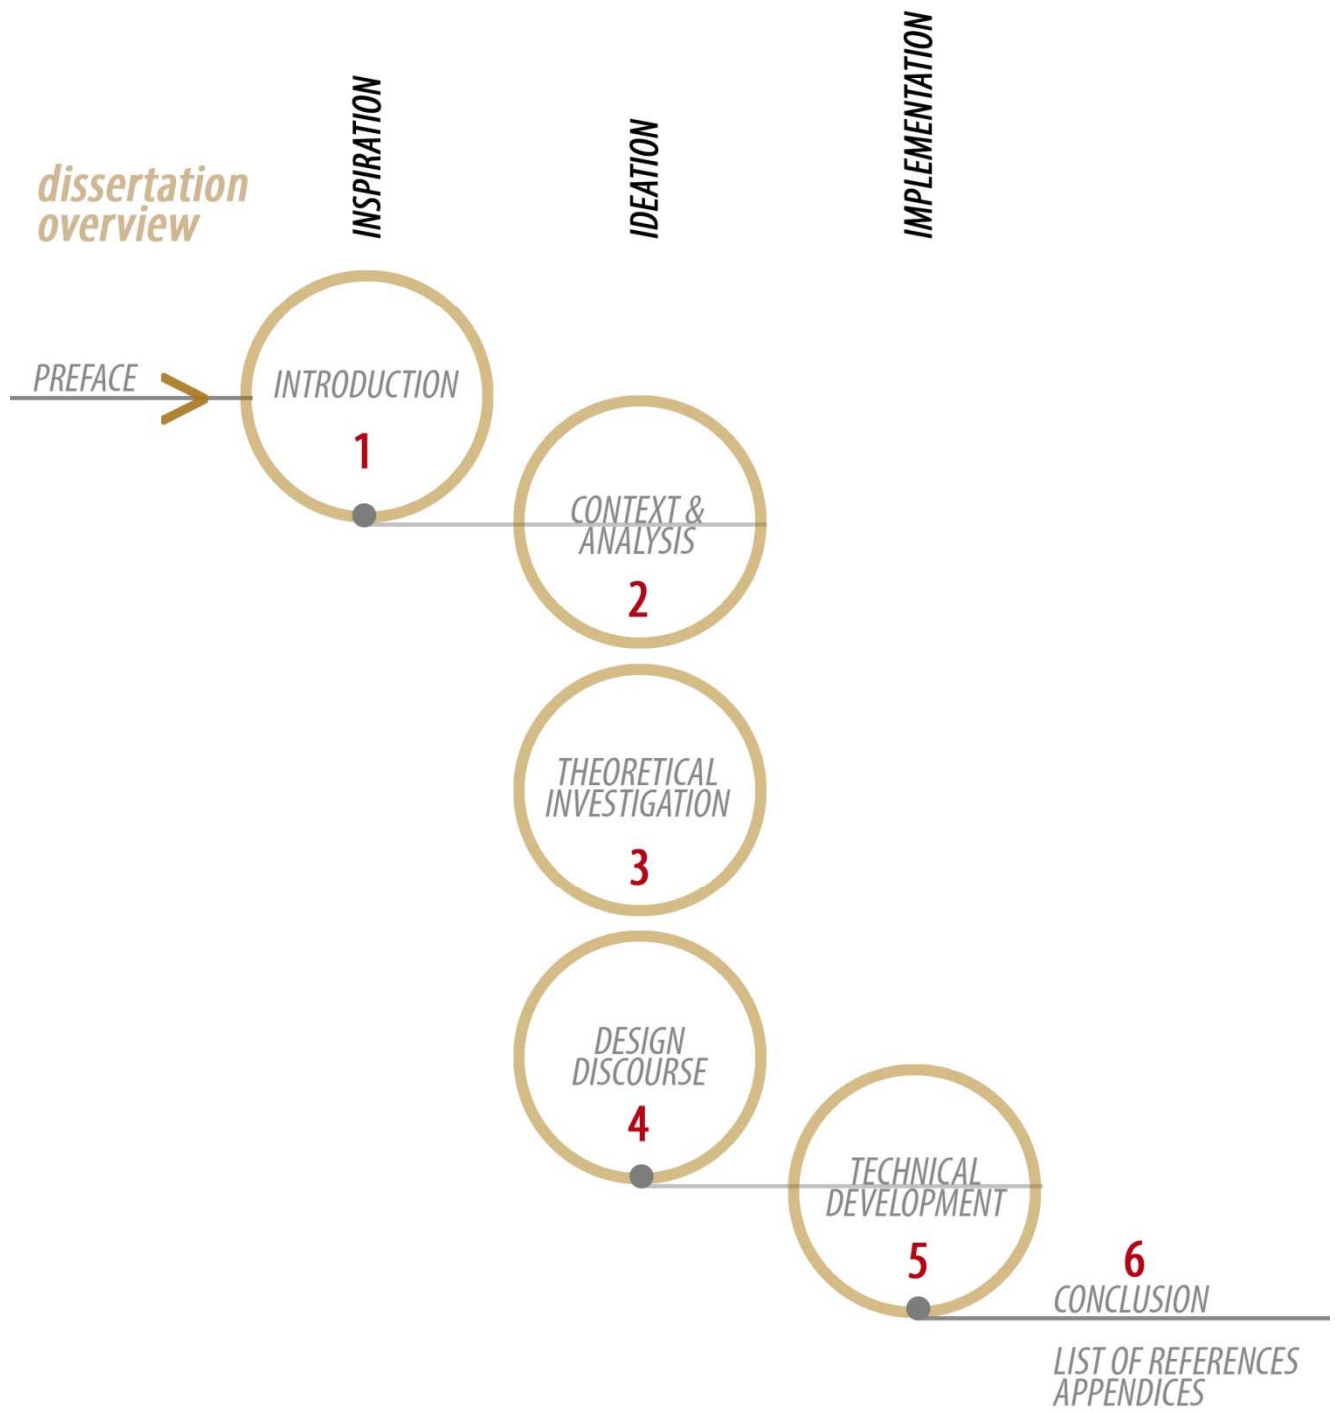 INSPIRATION
IDEATION
IMPLEMENTATION
dissertation
overview
PREFACE
INTRODUCTION
1
CONTEXT &
ANALYSIS
2
THEORETICAL
INVESTIGATION
3
DESIGN
DISCOURSE
4
TECHNICAL
DEVELOPMENT
5
6
CONCLUSION
LIST OF REFERENCES
APPENDICES